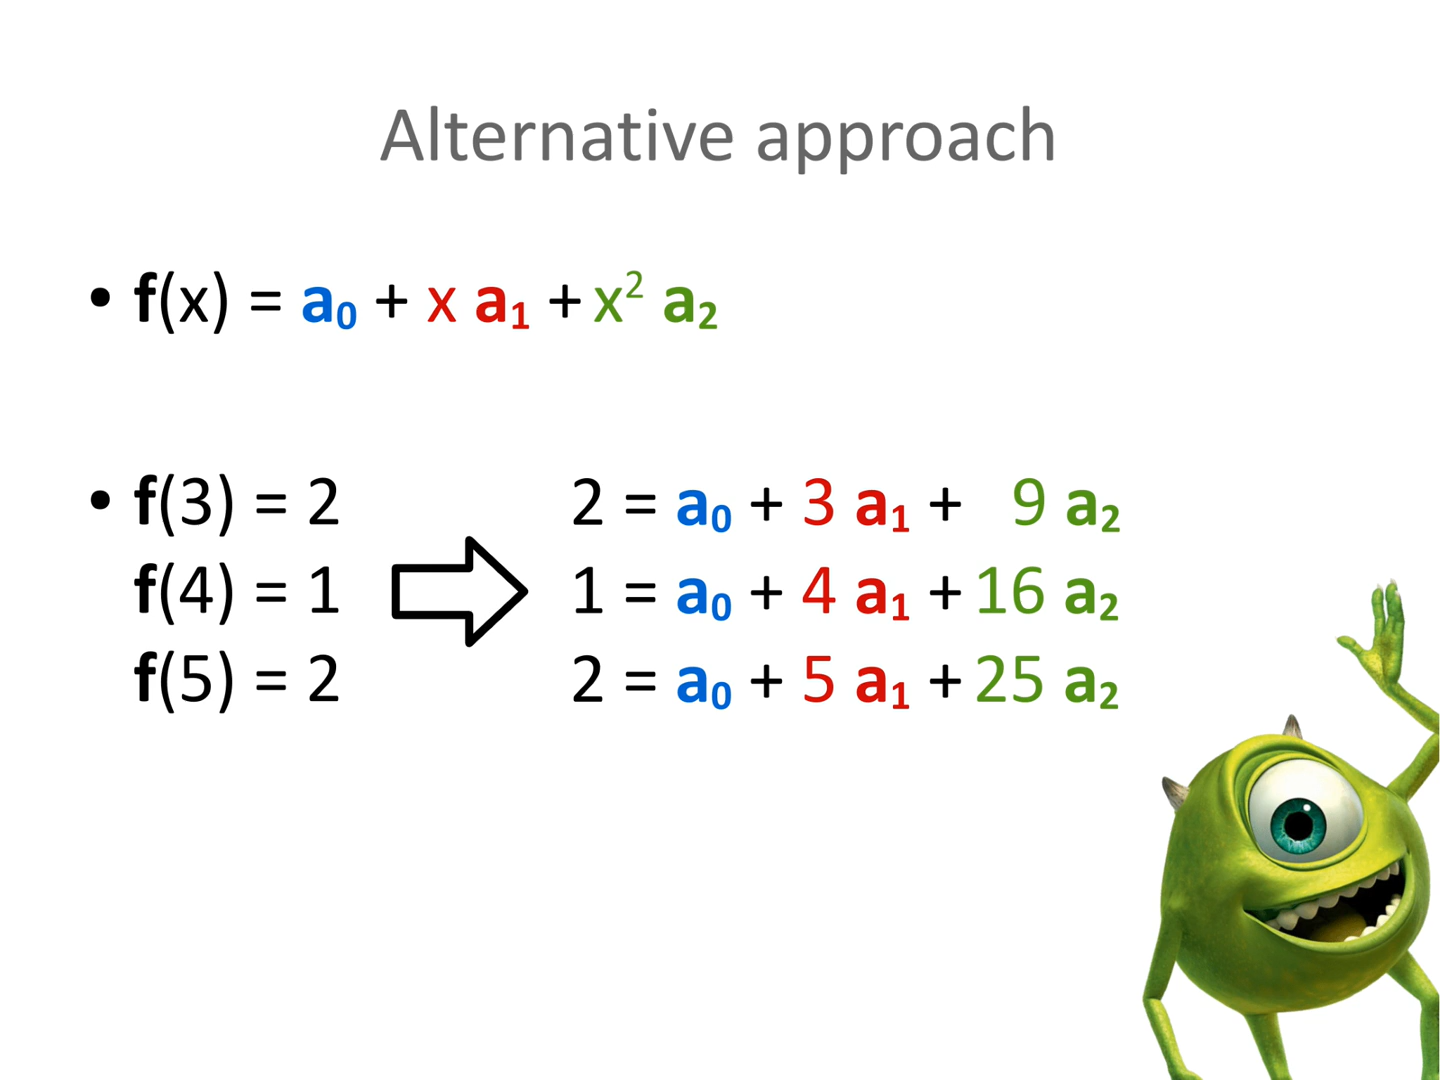 Alternative approach
• f(x) = a₀ + x a₁ + x² a₂
• f(3) = 2 2 = a₀ + 3 a₁ + 9 a₂
f(4) = 1 1 = a₀ + 4 a₁ + 16 a₂
f(5) = 2 2 = a₀ + 5 a₁ + 25 a₂